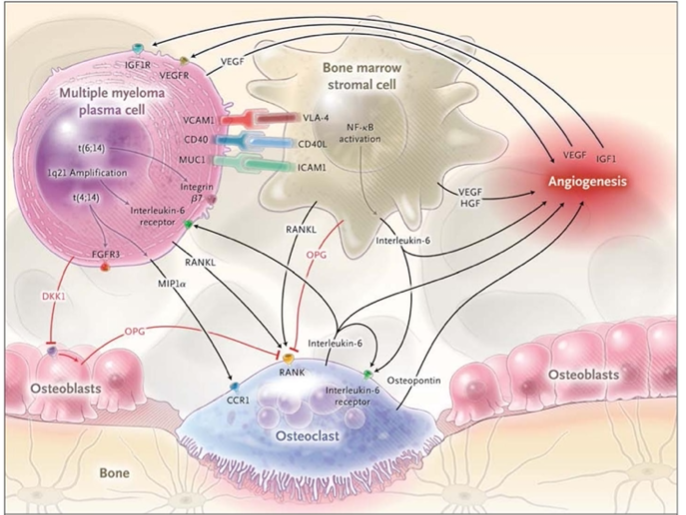 IGF1R
VEGFR
VEGF
Multiple myeloma
plasma cell
Bone marrow
stromal cell
VCAM1
VLA-4
CD40
CD40L
MUC1
ICAM1
NF-κB
activation
t(6;14)
1q21 Amplification
t(4;14)
Integrin
β7
Interleukin-6
receptor
FGFR3
VEGF
IGF1
Angiogenesis
VEGF
HGF
RANKL
OPG
Interleukin-6
RANKL
MIP1α
DKK1
OPG
Interleukin-6
RANK
CCR1
Interleukin-6
receptor
Osteopontin
Osteoblasts
Osteoblasts
Osteoclast
Bone